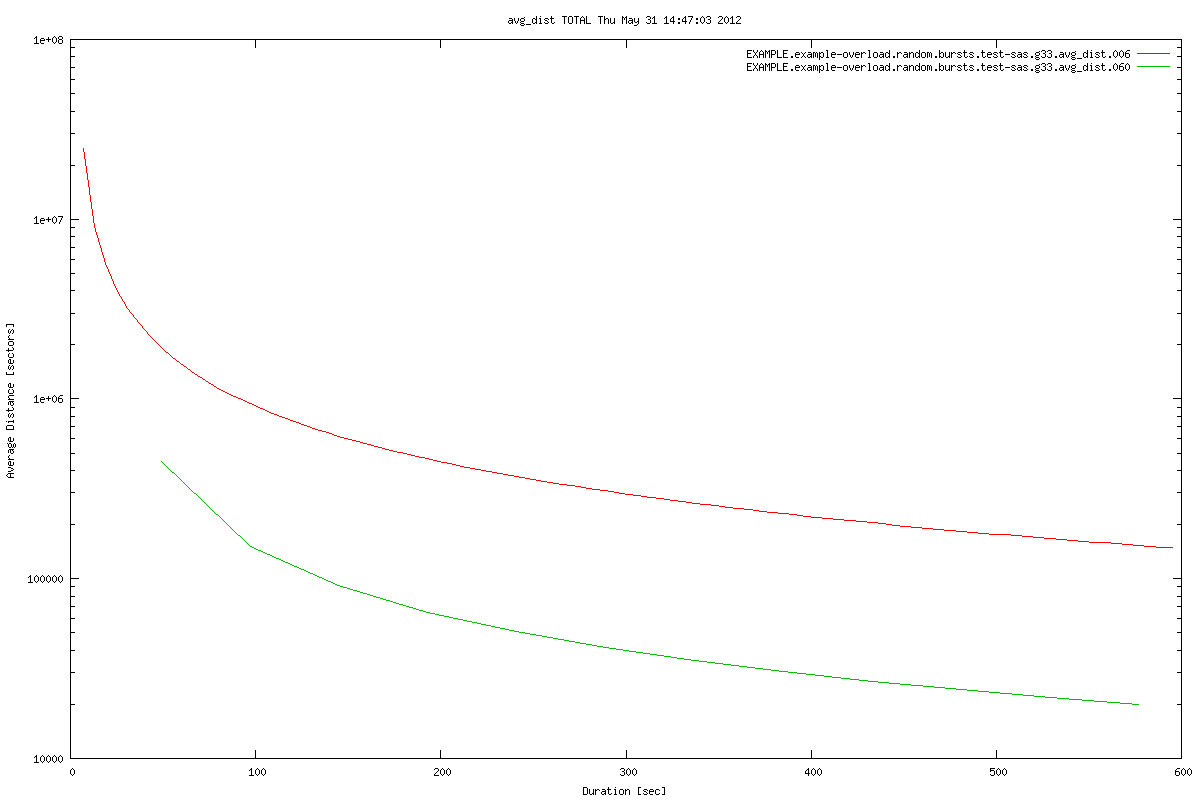 avg_dist TOTAL Thu May 31 14:47:03 2012
1e+08
EXAMPLE.example-overload.random.bursts.test-sas.g33.avg_dist.006
EXAMPLE.example-overload.random.bursts.test-sas.g33.avg_dist.060
1e+07
Average Distance [sectors]
1e+06
100000
10000
0 100 200 300 400 500 600
Duration [sec]